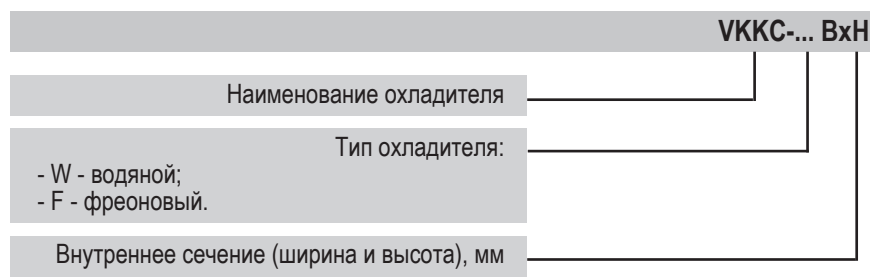 VKKC-... BxH
Наименование охладителя
Тип охладителя:
- W - водяной;
- F - фреоновый.
Внутреннее сечение (ширина и высота), мм